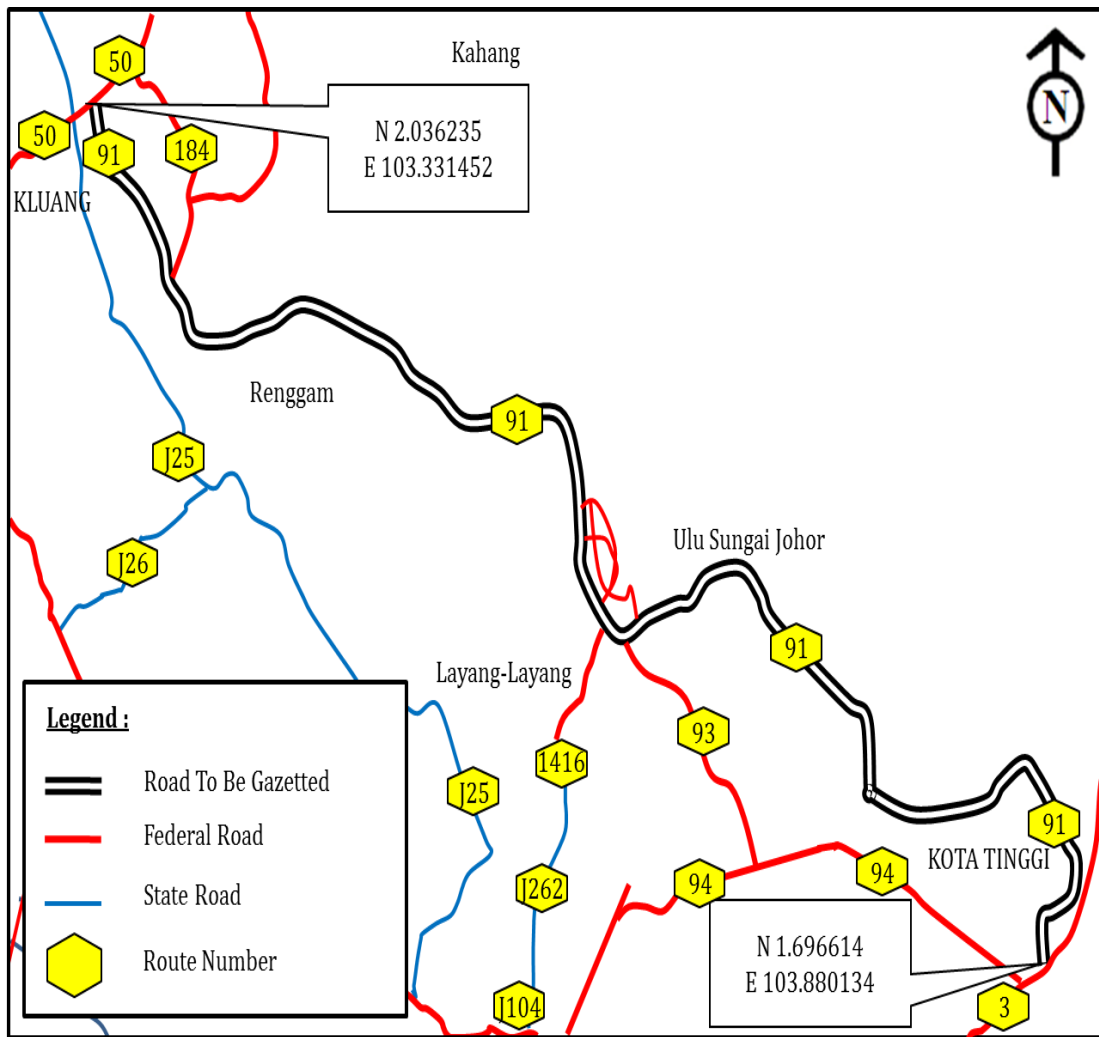 Kahang
N
50
50
91
184
N 2.036235
E 103.331452
KLUANG
Renggam
91
J25
J26
Ulu Sungai Johor
91
Layang-Layang
93
1416
J25
J262
J104
91
KOTA TINGGI
94
94
N 1.696614
E 103.880134
3
Legend :
Road To Be Gazetted
Federal Road
State Road
Route Number